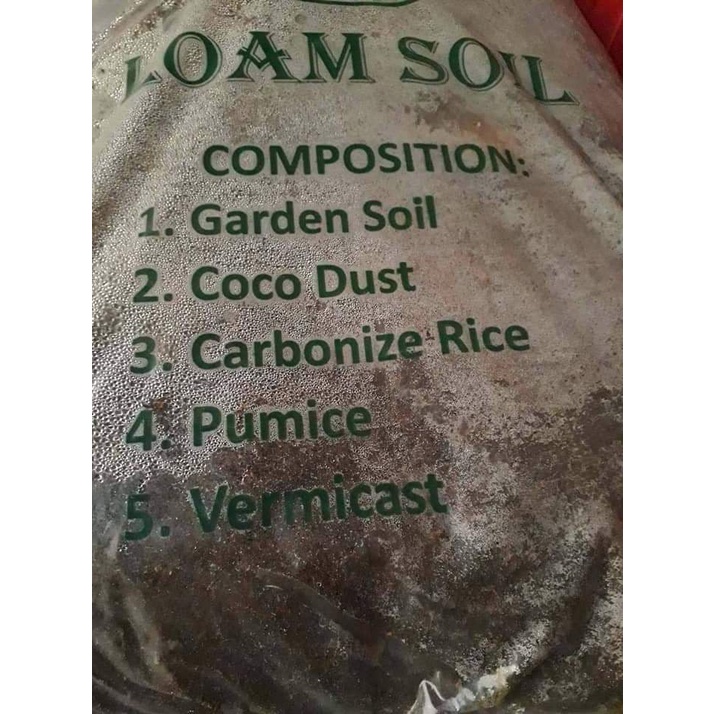 LOAM SOIL
COMPOSITION:
1. Garden Soil
2. Coco Dust
3. Carbonize Rice
4. Pumice
5. Vermicast